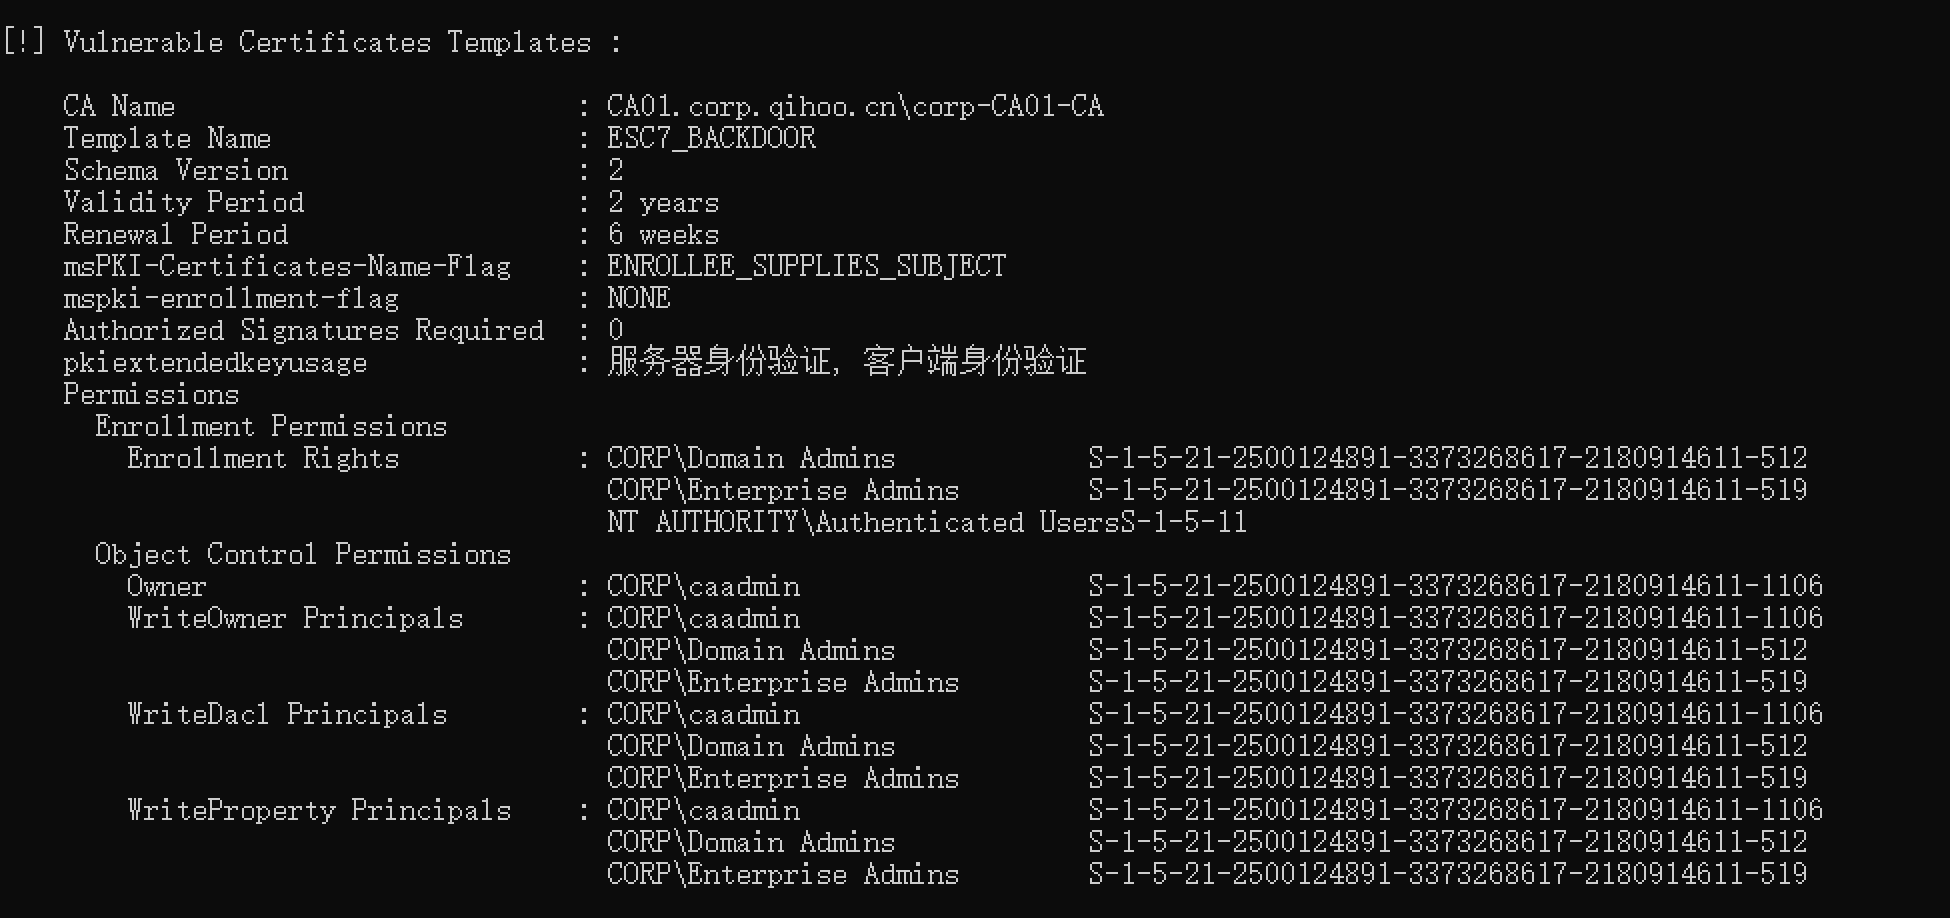 [!] Vulnerable Certificates Templates :
CA Name : CA01.corp.qihoo.cn\corp-CA01-CA
Template Name : ESC7_BACKDOOR
Schema Version : 2
Validity Period : 2 years
Renewal Period : 6 weeks
msPKI-Certificates-Name-Flag : ENROLLEE_SUPPLIES_SUBJECT
mspki-enrollment-flag : NONE
Authorized Signatures Required : 0
pkiextendedkeyusage : 服务器身份验证, 客户端身份验证
Permissions
Enrollment Permissions
Enrollment Rights : CORP\Domain Admins S-1-5-21-2500124891-3373268617-2180914611-512
CORP\Enterprise Admins S-1-5-21-2500124891-3373268617-2180914611-519
NT AUTHORITY\Authenticated UsersS-1-5-11
Object Control Permissions
Owner : CORP\caadmin S-1-5-21-2500124891-3373268617-2180914611-1106
WriteOwner Principals : CORP\caadmin S-1-5-21-2500124891-3373268617-2180914611-1106
CORP\Domain Admins S-1-5-21-2500124891-3373268617-2180914611-512
CORP\Enterprise Admins S-1-5-21-2500124891-3373268617-2180914611-519
WriteDacl Principals : CORP\caadmin S-1-5-21-2500124891-3373268617-2180914611-1106
CORP\Domain Admins S-1-5-21-2500124891-3373268617-2180914611-512
CORP\Enterprise Admins S-1-5-21-2500124891-3373268617-2180914611-519
WriteProperty Principals : CORP\caadmin S-1-5-21-2500124891-3373268617-2180914611-1106
CORP\Domain Admins S-1-5-21-2500124891-3373268617-2180914611-512
CORP\Enterprise Admins S-1-5-21-2500124891-3373268617-2180914611-519